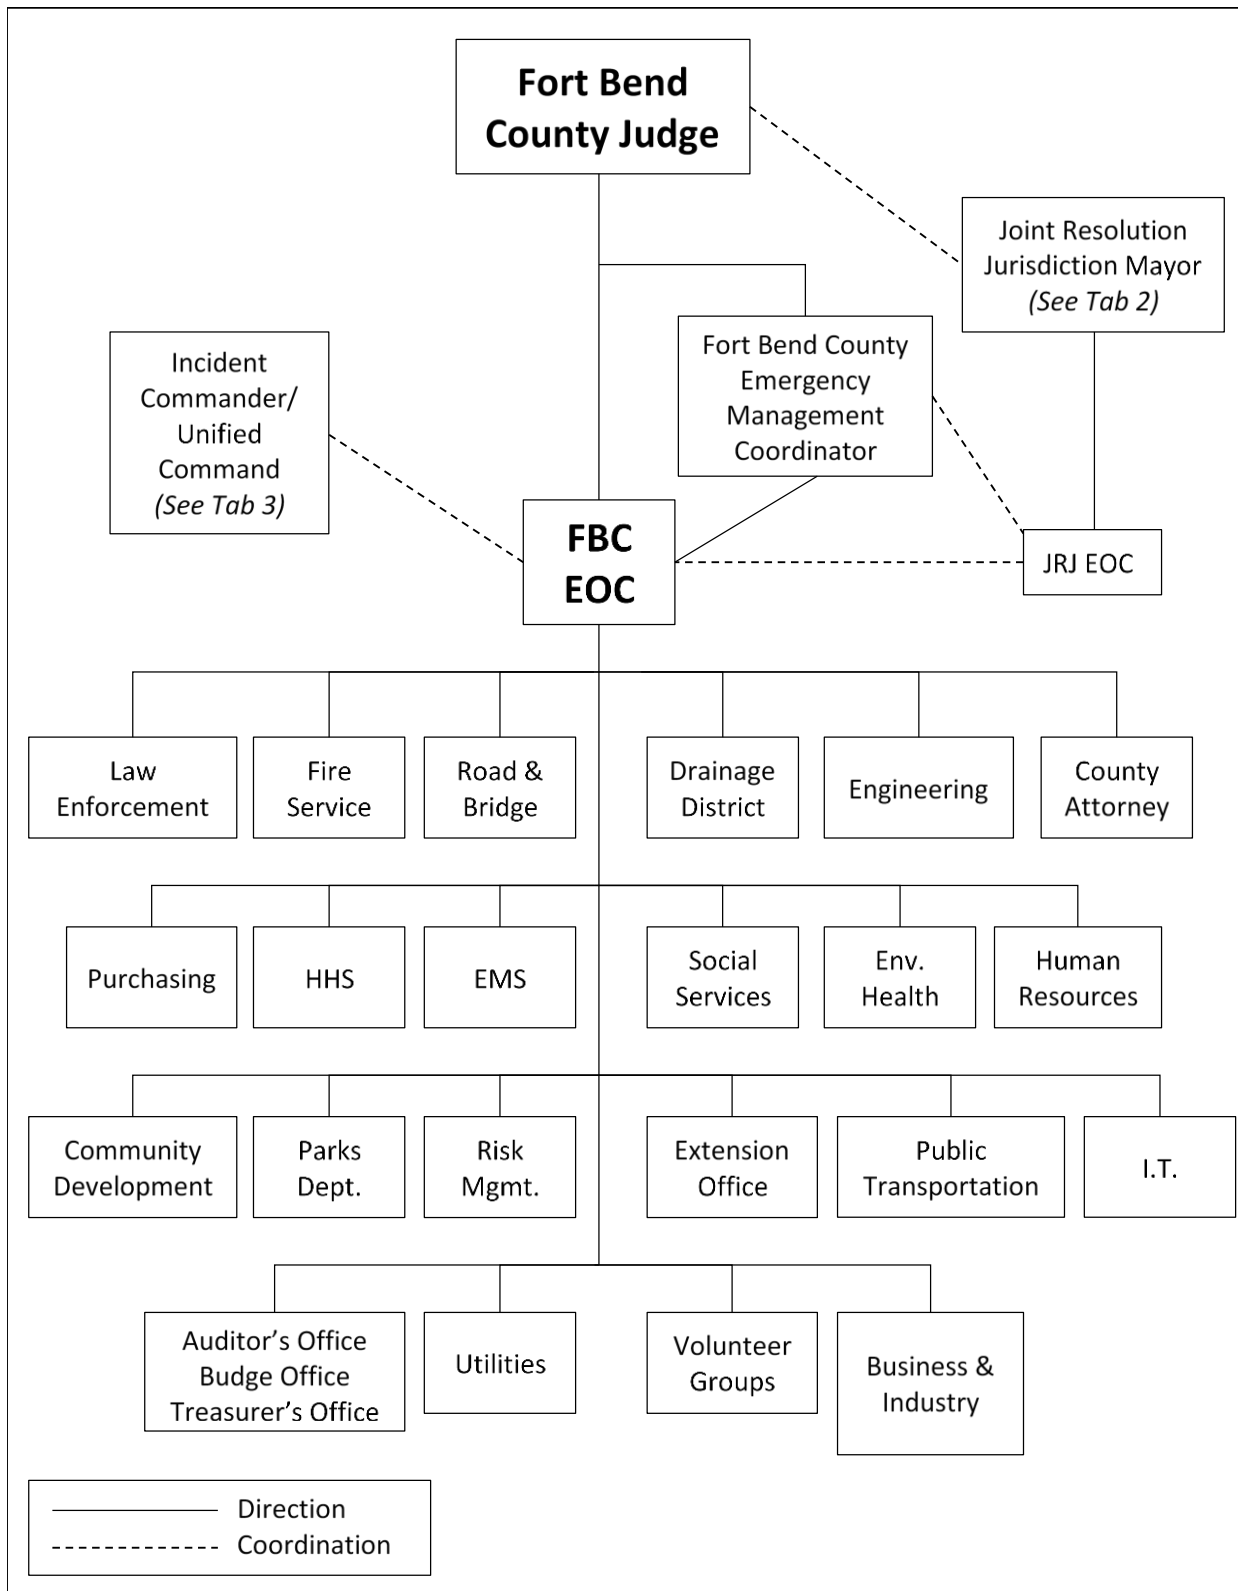 Fort Bend
County Judge
Joint Resolution
Jurisdiction Mayor
(See Tab 2)
Incident
Commander/
Unified
Command
(See Tab 3)
Fort Bend County
Emergency
Management
Coordinator
FBC
EOC
JRJ EOC
Law
Enforcement
Fire
Service
Road &
Bridge
Drainage
District
Engineering
County
Attorney
Purchasing
HHS
EMS
Social
Services
Env.
Health
Human
Resources
Community
Development
Parks
Dept.
Risk
Mgmt.
Extension
Office
Public
Transportation
I.T.
Auditor’s Office
Budge Office
Treasurer’s Office
Utilities
Volunteer
Groups
Business &
Industry
Direction
Coordination